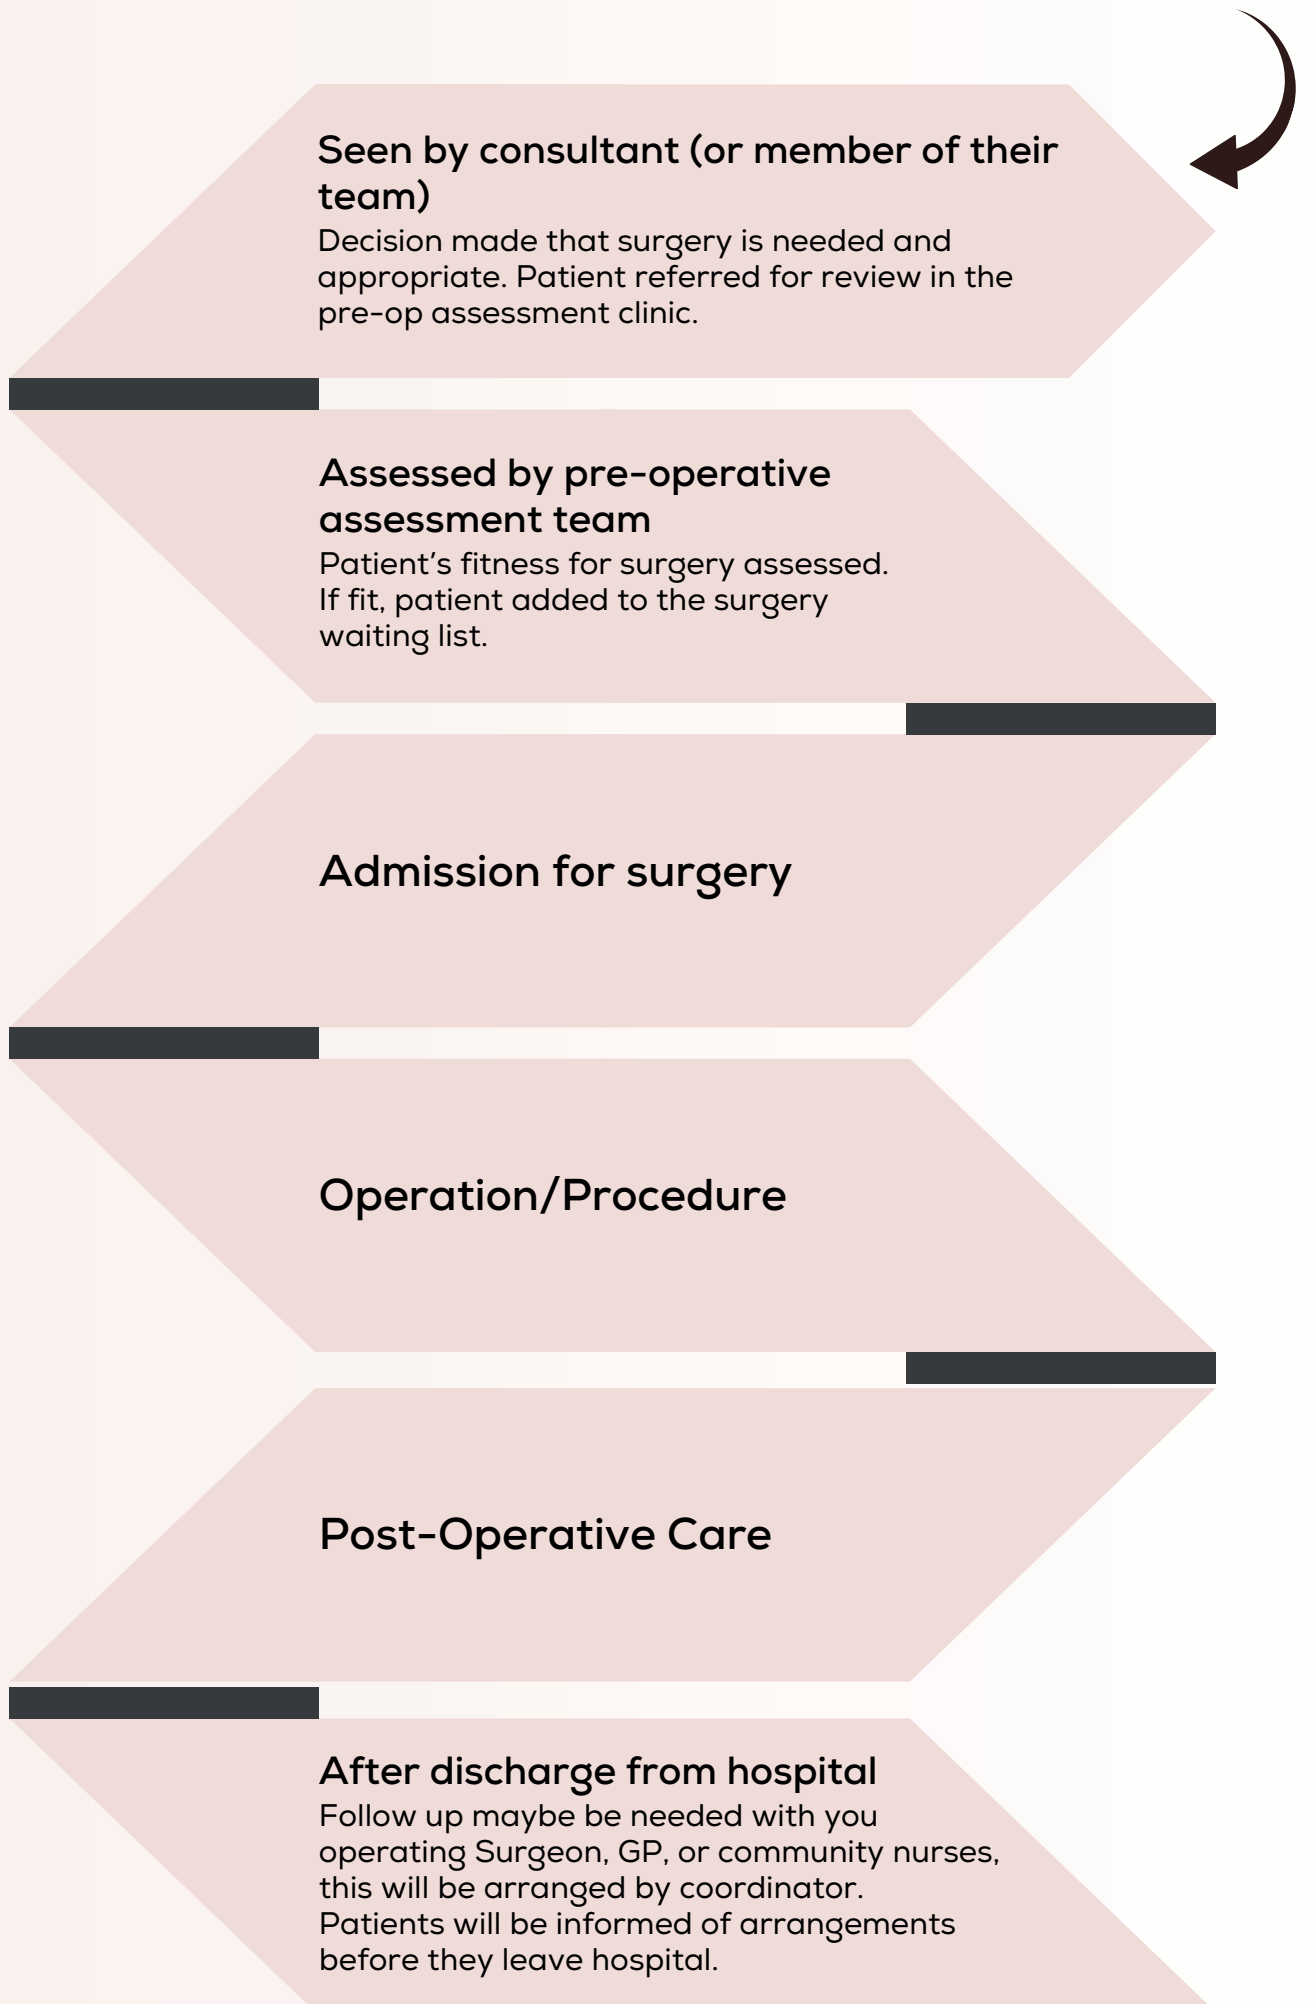 Seen by consultant (or member of their
team)
Decision made that surgery is needed and
appropriate. Patient referred for review in the
pre-op assessment clinic.
Assessed by pre-operative
assessment team
Patient's fitness for surgery assessed.
If fit, patient added to the surgery
waiting list.
Admission for surgery
Operation/Procedure
Post-Operative Care
After discharge from hospital
Follow up maybe be needed with you
operating Surgeon, GP, or community nurses,
this will be arranged by coordinator.
Patients will be informed of arrangements
before they leave hospital.